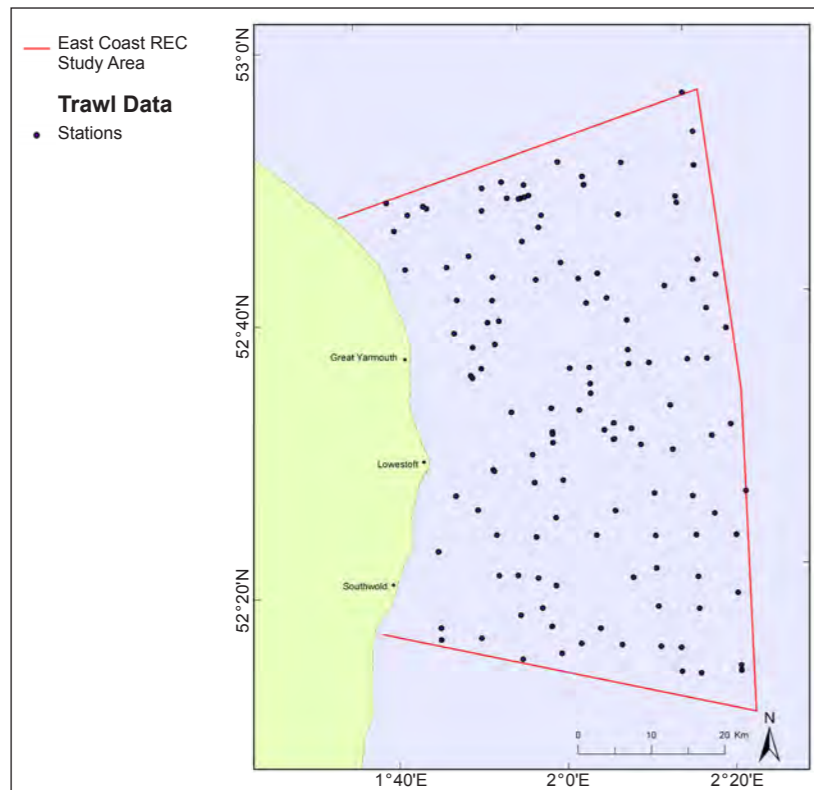 East Coast REC
Study Area
Trawl Data
Stations
53°0'N
52°40'N
Great Yarmouth
Lowestoft
Southwold
52°20'N
N
0 10 20 Km
1°40'E 2°0'E 2°20'E